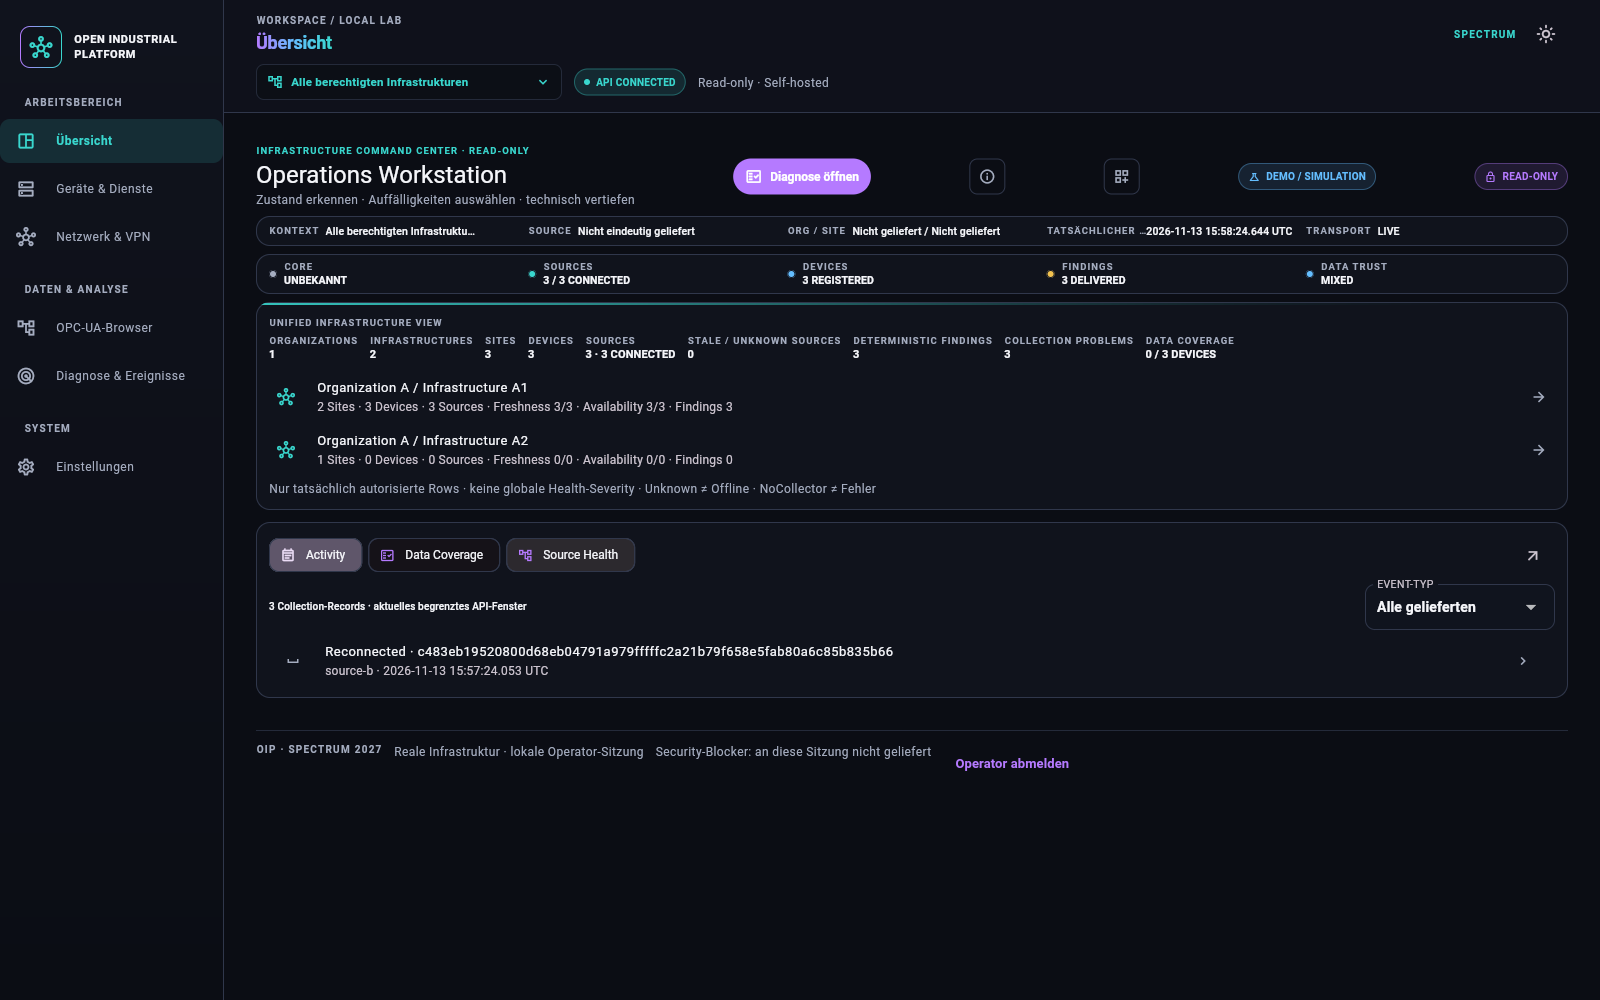 OPEN INDUSTRIAL
PLATFORM
ARBEITSBEREICH
Übersicht
Geräte & Dienste
Netzwerk & VPN
DATEN & ANALYSE
OPC-UA-Browser
Diagnose & Ereignisse
SYSTEM
Einstellungen
WORKSPACE / LOCAL LAB
Übersicht
SPECTRUM
Alle berechtigten Infrastrukturen
API CONNECTED
Read-only · Self-hosted
INFRASTRUCTURE COMMAND CENTER · READ-ONLY
Operations Workstation
Zustand erkennen · Auffälligkeiten auswählen · technisch vertiefen
Diagnose öffnen
DEMO / SIMULATION
READ-ONLY
KONTEXT Alle berechtigten Infrastruktu…
SOURCE Nicht eindeutig geliefert
ORG / SITE Nicht geliefert / Nicht geliefert
TATSÄCHLICHER …2026-11-13 15:58:24.644 UTC
TRANSPORT LIVE
CORE
UNBEKANNT
SOURCES
3 / 3 CONNECTED
DEVICES
3 REGISTERED
FINDINGS
3 DELIVERED
DATA TRUST
MIXED
UNIFIED INFRASTRUCTURE VIEW
ORGANIZATIONS
1
INFRASTRUCTURES
2
SITES
3
DEVICES
3
SOURCES
3 · 3 CONNECTED
STALE / UNKNOWN SOURCES
0
DETERMINISTIC FINDINGS
3
COLLECTION PROBLEMS
3
DATA COVERAGE
0 / 3 DEVICES
Organization A / Infrastructure A1
2 Sites · 3 Devices · 3 Sources · Freshness 3/3 · Availability 3/3 · Findings 3
Organization A / Infrastructure A2
1 Sites · 0 Devices · 0 Sources · Freshness 0/0 · Availability 0/0 · Findings 0
Nur tatsächlich autorisierte Rows · keine globale Health-Severity · Unknown ≠ Offline · NoCollector ≠ Fehler
Activity
Data Coverage
Source Health
3 Collection-Records · aktuelles begrenztes API-Fenster
EVENT-TYP
Alle gelieferten
Reconnected · c483eb19520800d68eb04791a979fffffc2a21b79f658e5fab80a6c85b835b66
source-b · 2026-11-13 15:57:24.053 UTC
OIP · SPECTRUM 2027
Reale Infrastruktur · lokale Operator-Sitzung
Security-Blocker: an diese Sitzung nicht geliefert
Operator abmelden